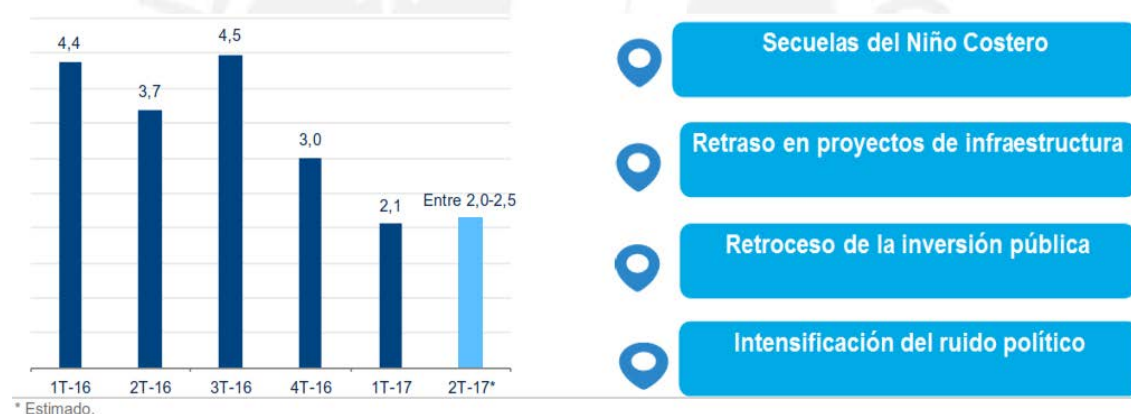 4,4
3,7
4,5
3,0
2,1
Entre 2,0-2,5
1T-16
2T-16
3T-16
4T-16
1T-17
2T-17*
* Estimado.
Secuelas del Niño Costero
Retraso en proyectos de infraestructura
Retroceso de la inversión pública
Intensificación del ruido político